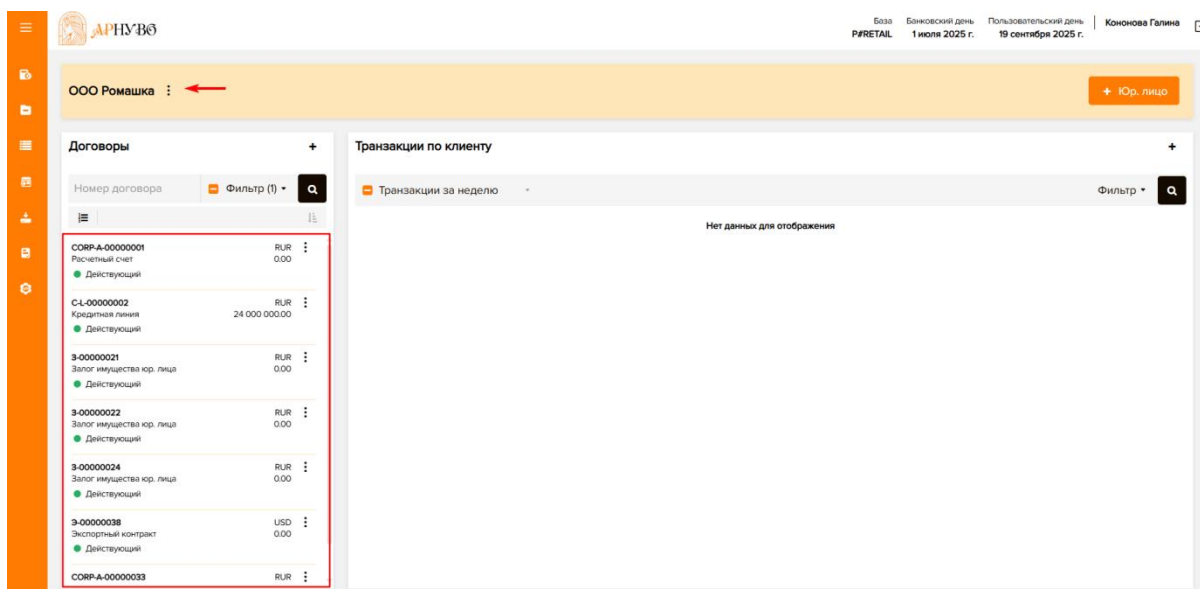 АРНУВО
База Банковский день Пользовательский день Кононова Галина
P#RETAIL 1 июля 2025 г. 19 сентября 2025 г.
ООО Ромашка
+ Юр. лицо
Договоры +
Номер договора Фильтр (1)
CORP-A-00000001 RUR
Расчетный счет 0.00
Действующий
C-L-00000002 RUR
Кредитная линия 24 000 000.00
Действующий
З-00000021 RUR
Залог имущества юр. лица 0.00
Действующий
З-00000022 RUR
Залог имущества юр. лица 0.00
Действующий
З-00000024 RUR
Залог имущества юр. лица 0.00
Действующий
Э-00000038 USD
Экспортный контракт 0.00
Действующий
CORP-A-00000033 RUR
Транзакции по клиенту +
Транзакции за неделю Фильтр
Нет данных для отображения